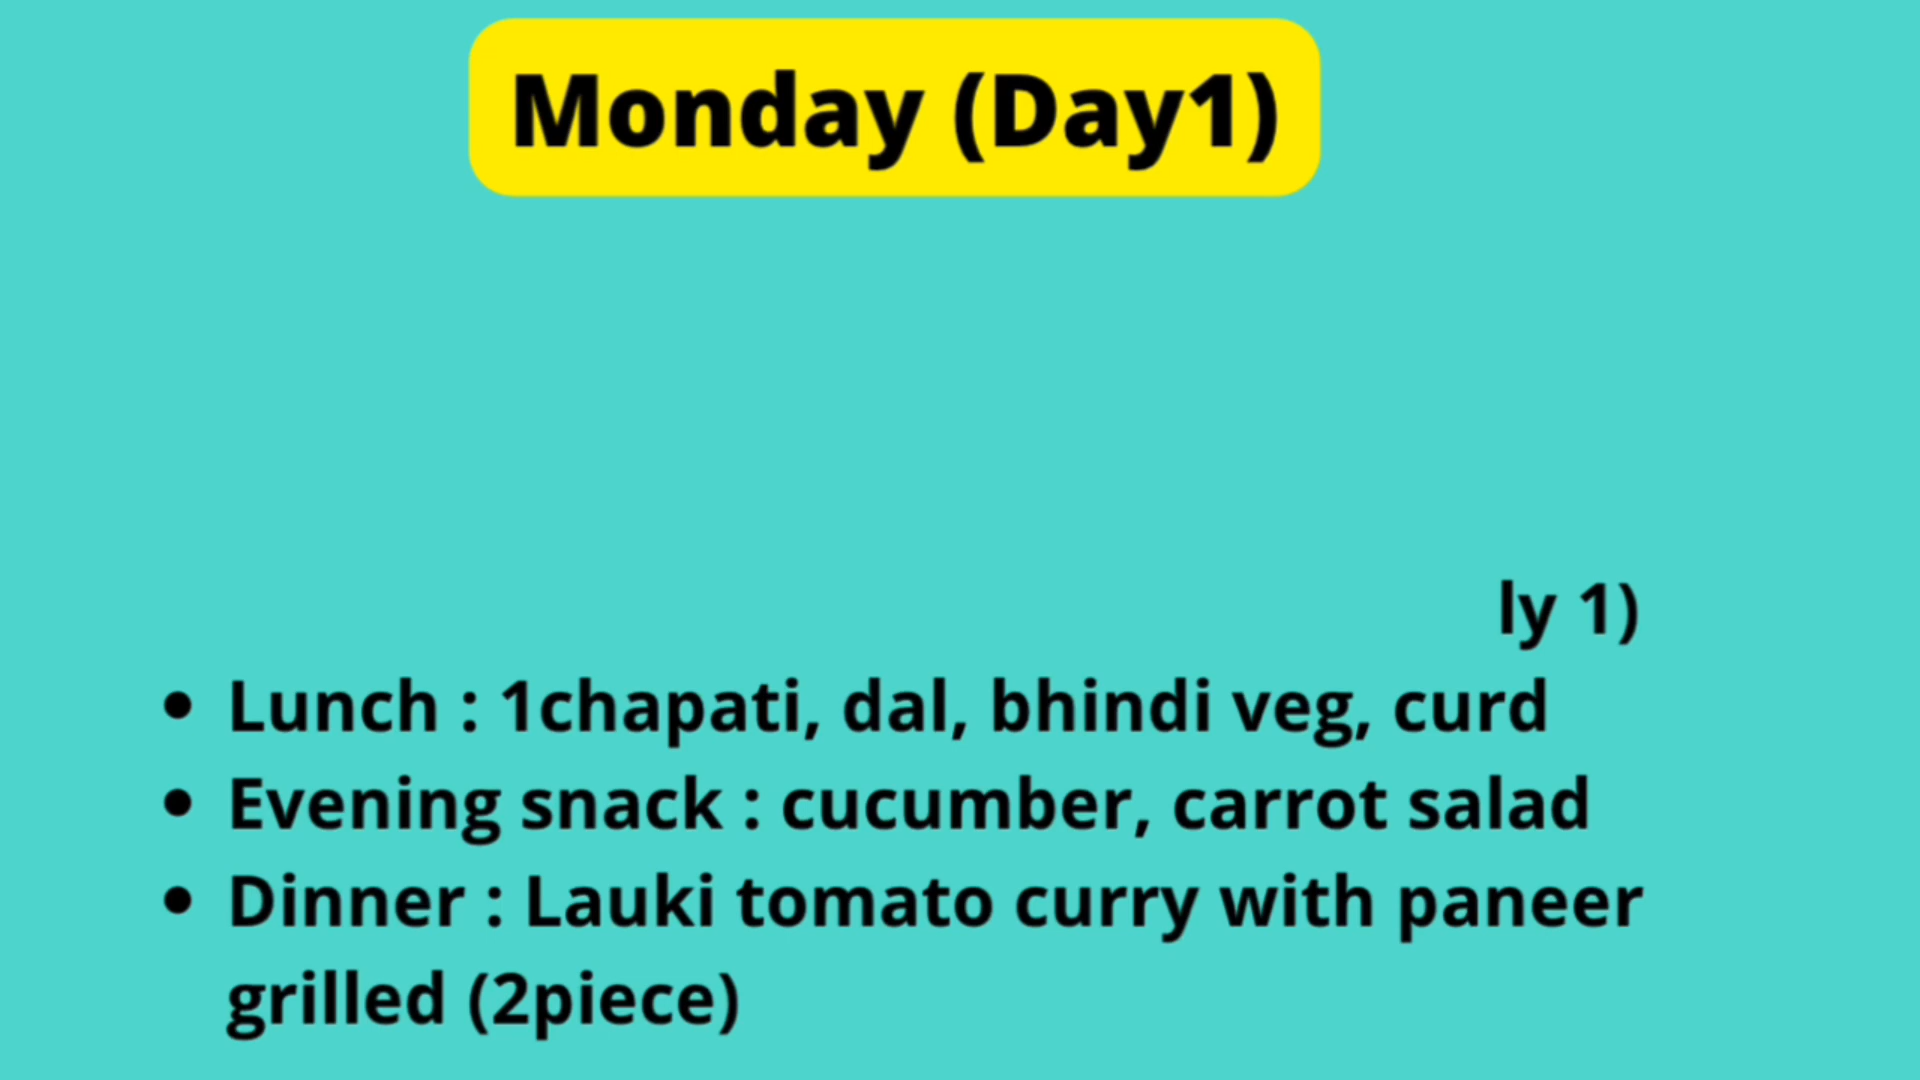 Monday (Day1)
ly 1)
• Lunch : 1chapati, dal, bhindi veg, curd
• Evening snack : cucumber, carrot salad
• Dinner : Lauki tomato curry with paneer
grilled (2piece)